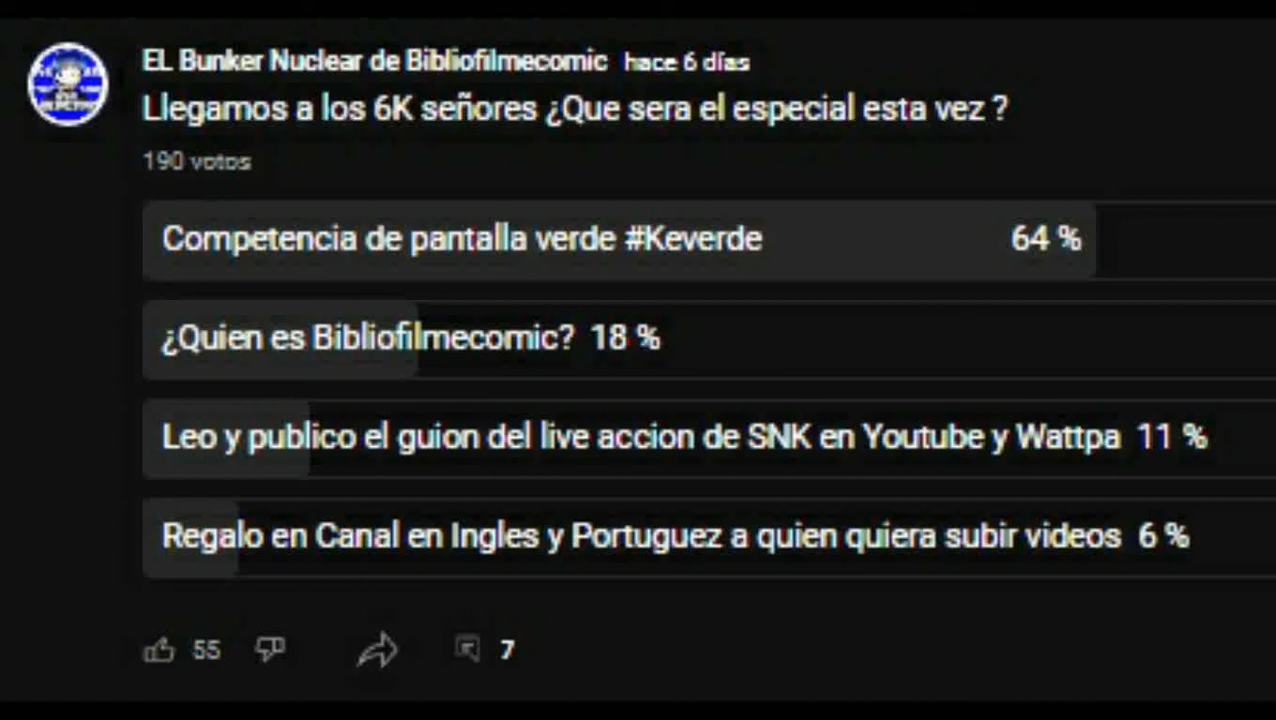 EL Bunker Nuclear de Bibliofilmecomic hace 6 días
Llegamos a los 6K señores ¿Que sera el especial esta vez ?
190 votos
Competencia de pantalla verde #Keverde 64 %
¿Quien es Bibliofilmecomic? 18 %
Leo y publico el guion del live accion de SNK en Youtube y Wattpa 11 %
Regalo en Canal en Ingles y Portuguez a quien quiera subir videos 6 %
55 7